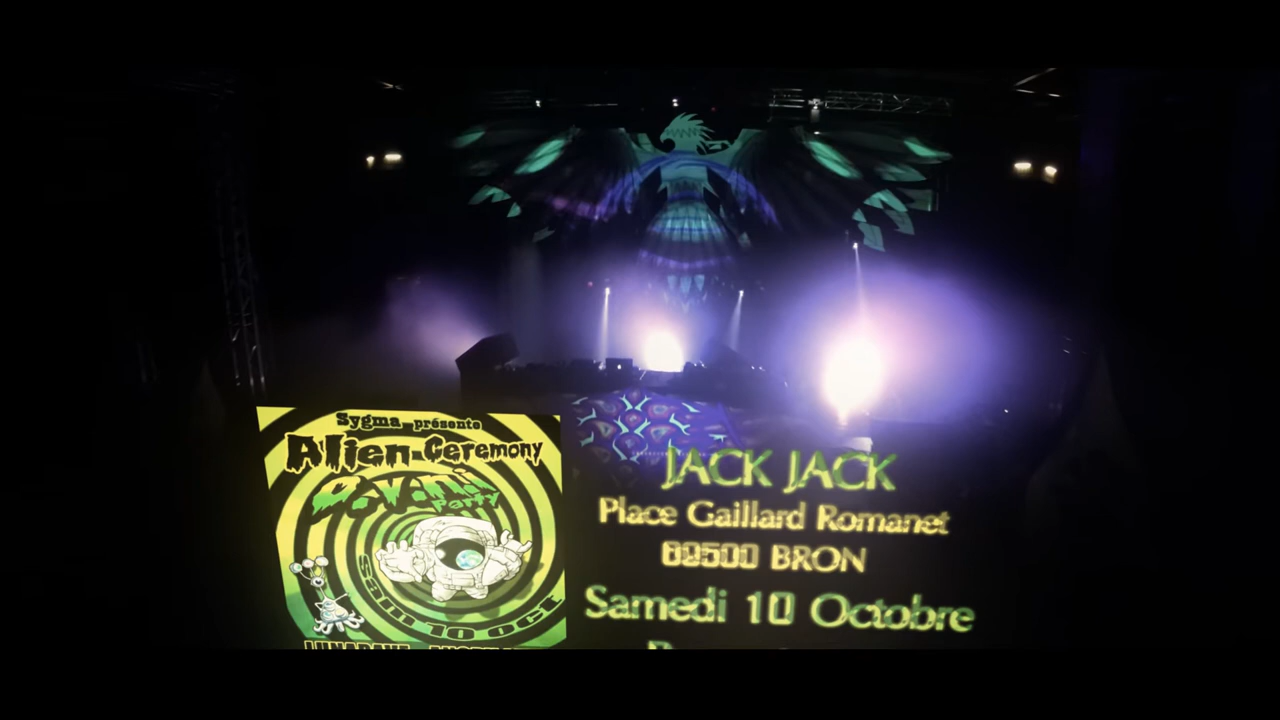 Sygma présente
Alien Ceremony
Party
sam 10 oct
JACK JACK
Place Gaillard Romanet
69500 BRON
Samedi 10 Octobre